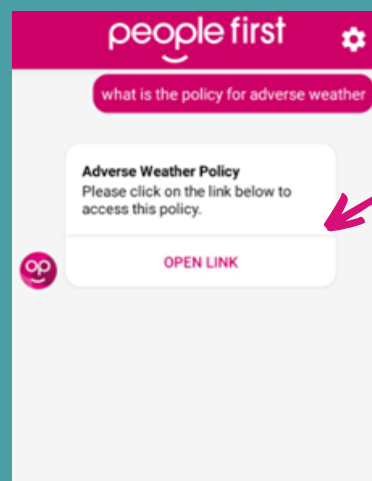 people first
what is the policy for adverse weather
Adverse Weather Policy
Please click on the link below to
access this policy.
OPEN LINK
op